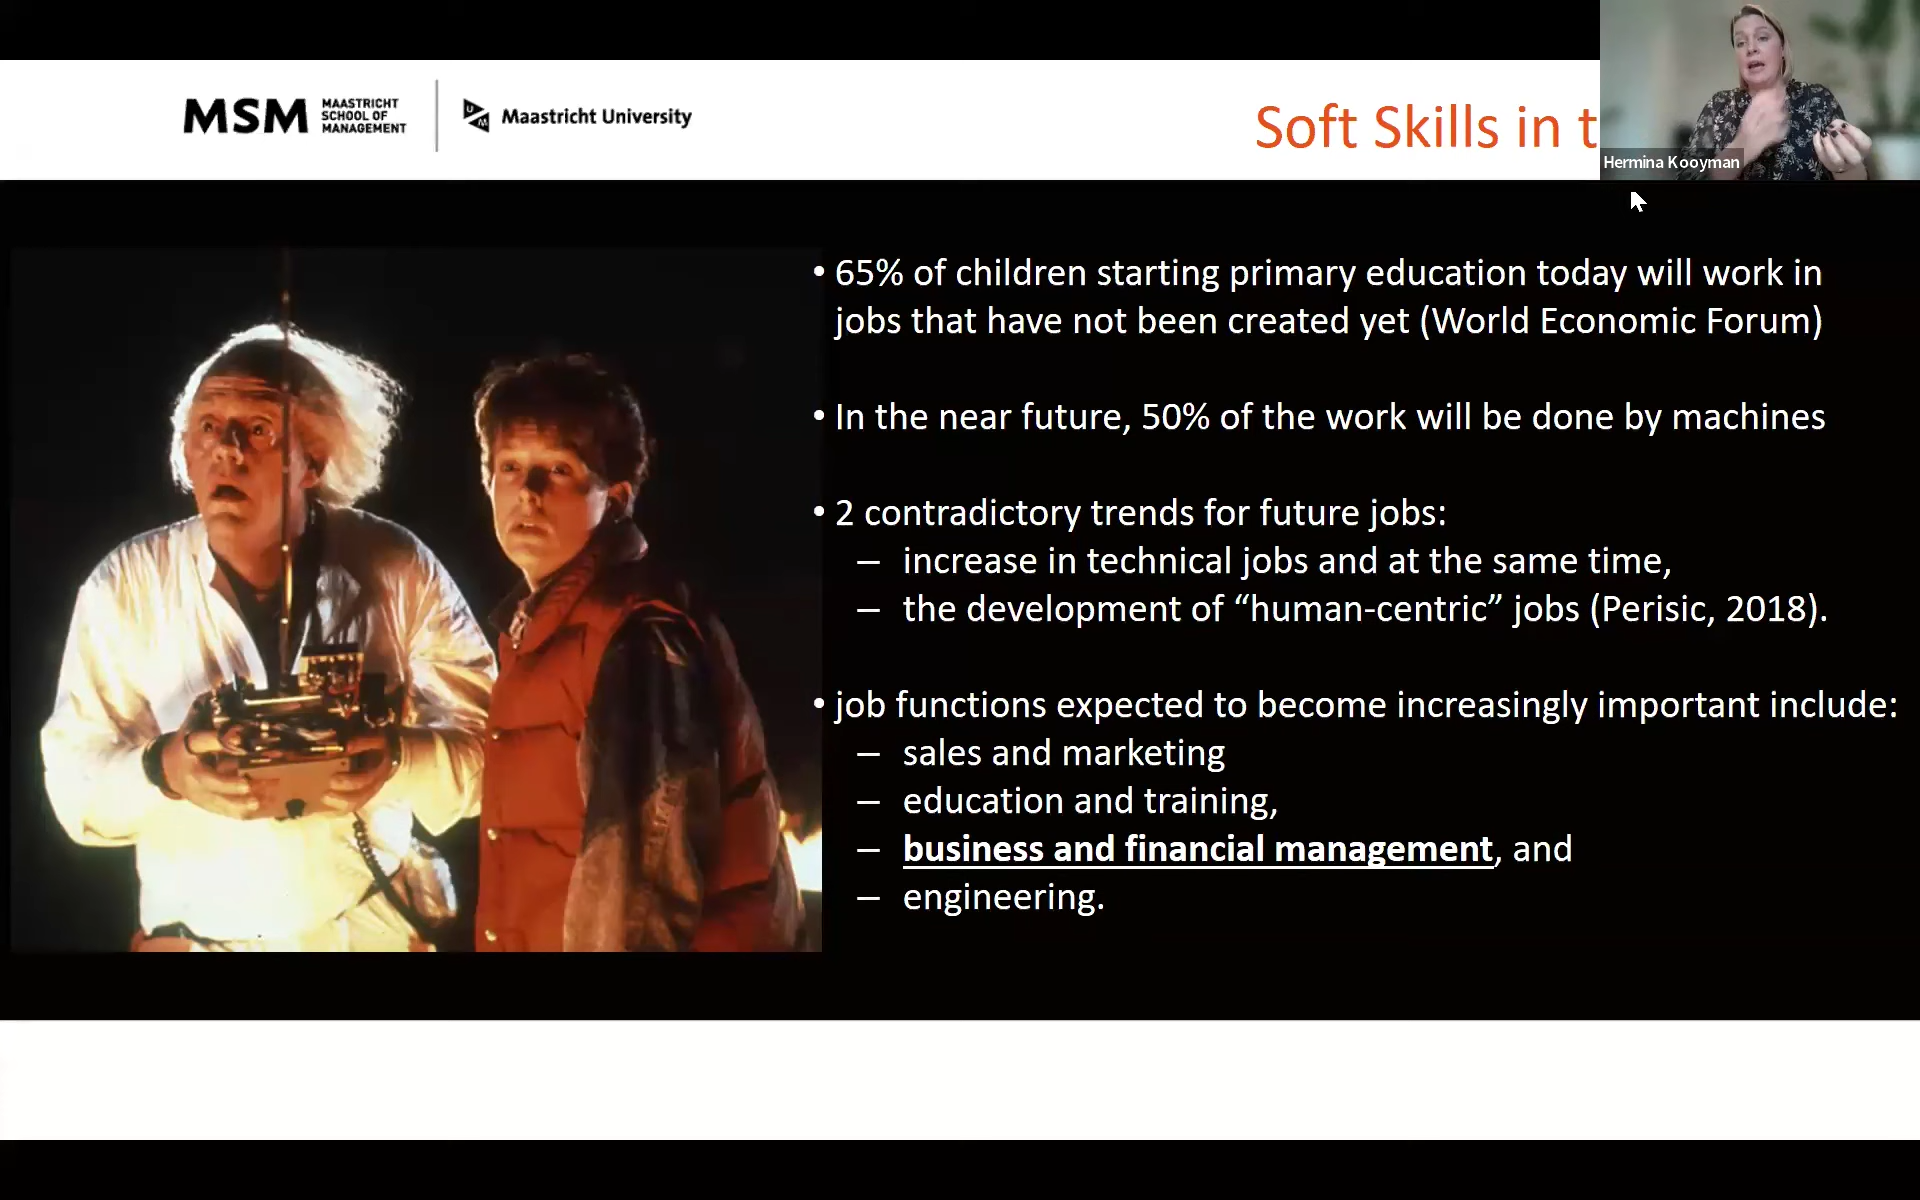 MSM
MAASTRICHT
SCHOOL OF
MANAGEMENT
UM
Maastricht University
Soft Skills in t
Hermina Kooyman
• 65% of children starting primary education today will work in
jobs that have not been created yet (World Economic Forum)
• In the near future, 50% of the work will be done by machines
• 2 contradictory trends for future jobs:
– increase in technical jobs and at the same time,
– the development of “human-centric” jobs (Perisic, 2018).
• job functions expected to become increasingly important include:
– sales and marketing
– education and training,
– business and financial management, and
– engineering.